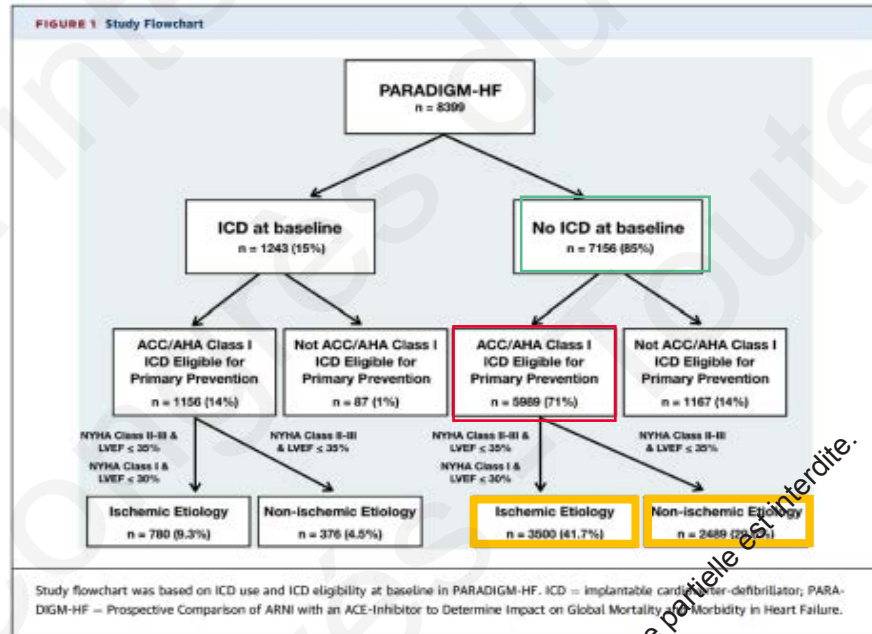 FIGURE 1 Study Flowchart
PARADIGM-HF
n = 8399
ICD at baseline
n = 1243 (15%)
No ICD at baseline
n = 7156 (85%)
ACC/AHA Class I
ICD Eligible for
Primary Prevention
n = 1156 (14%)
Not ACC/AHA Class I
ICD Eligible for
Primary Prevention
n = 87 (1%)
ACC/AHA Class I
ICD Eligible for
Primary Prevention
n = 5989 (71%)
Not ACC/AHA Class I
ICD Eligible for
Primary Prevention
n = 1167 (14%)
NYHA Class II-III &
LVEF ≤ 35%
NYHA Class I &
LVEF ≤ 30%
NYHA Class II-III
& LVEF ≤ 35%
NYHA Class II-III &
LVEF ≤ 35%
NYHA Class I &
LVEF ≤ 30%
NYHA Class II-III
& LVEF ≤ 35%
Ischemic Etiology
n = 780 (9.3%)
Non-ischemic Etiology
n = 376 (4.5%)
Ischemic Etiology
n = 3500 (41.7%)
Non-ischemic Etiology
n = 2489
Study flowchart was based on ICD use and ICD eligibility at baseline in PARADIGM-HF. ICD = implantable cardioverter-defibrillator; PARA-
DIGM-HF = Prospective Comparison of ARNI with an ACE-Inhibitor to Determine Impact on Global Mortality and Morbidity in Heart Failure.
partielle est interdite.